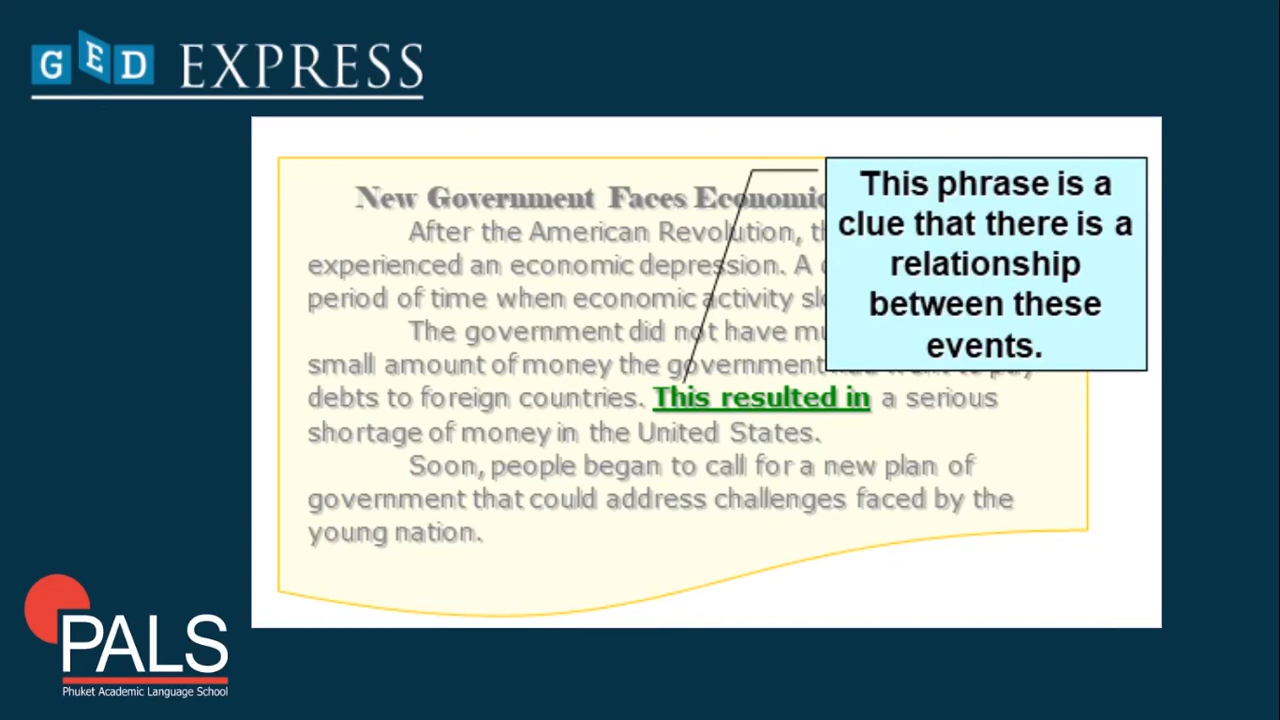 GED EXPRESS
New Government Faces Economic
After the American Revolution,
experienced an economic depression. A
period of time when economic activity
The government did not have
small amount of money the government had went to pay
debts to foreign countries. This resulted in a serious
shortage of money in the United States.
Soon, people began to call for a new plan of
government that could address challenges faced by the
young nation.
This phrase is a
clue that there is a
relationship
between these
events.
PALS
Phuket Academic Language School